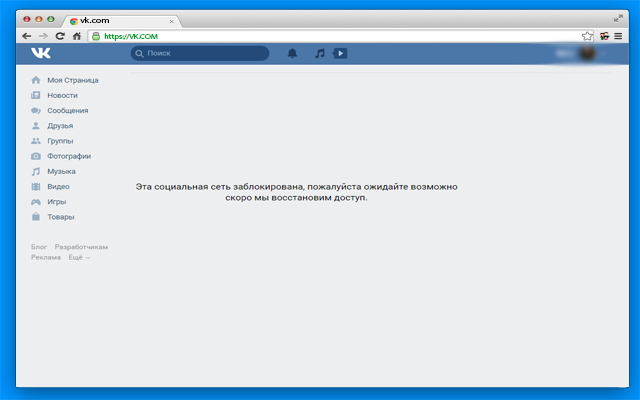 vk.com
https://VK.COM
Поиск
Моя Страница
Новости
Сообщения
Друзья
Группы
Фотографии
Музыка
Видео
Игры
Товары
Эта социальная сеть заблокирована, пожалуйста ожидайте возможно
скоро мы восстановим доступ.
Блог Разработчикам
Реклама Ещё